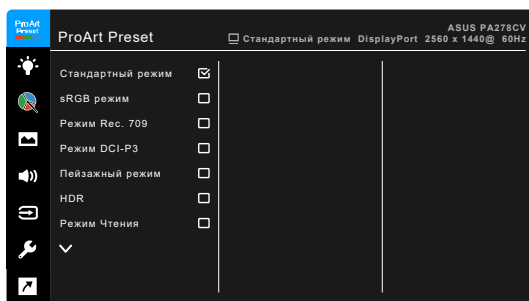 ProArt
Preset
ProArt Preset
ASUS PA278CV
Стандартный режим DisplayPort 2560 x 1440@ 60Hz
Стандартный режим
sRGB режим
Режим Rec. 709
Режим DCI-P3
Пейзажный режим
HDR
Режим Чтения